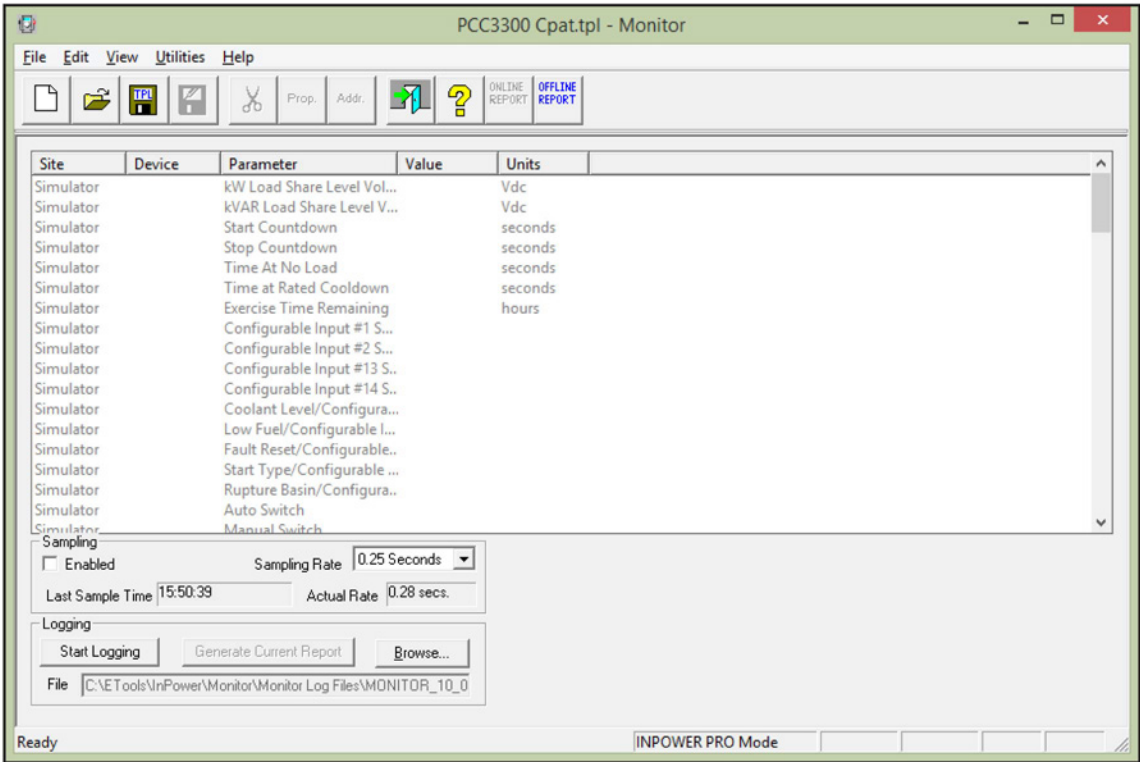 PCC3300 Cpat.tpl - Monitor
File Edit View Utilities Help
TPL Prop. Addr. ONLINE REPORT OFFLINE REPORT
Site Device Parameter Value Units
Simulator kW Load Share Level Vol... Vdc
Simulator kVAR Load Share Level V... Vdc
Simulator Start Countdown seconds
Simulator Stop Countdown seconds
Simulator Time At No Load seconds
Simulator Time at Rated Cooldown seconds
Simulator Exercise Time Remaining hours
Simulator Configurable Input #1 S...
Simulator Configurable Input #2 S...
Simulator Configurable Input #13 S..
Simulator Configurable Input #14 S..
Simulator Coolant Level/Configura...
Simulator Low Fuel/Configurable I...
Simulator Fault Reset/Configurable..
Simulator Start Type/Configurable ...
Simulator Rupture Basin/Configura..
Simulator Auto Switch
Simulator Manual Switch
Sampling
Enabled Sampling Rate 0.25 Seconds
Last Sample Time 15:50:39 Actual Rate 0.28 secs.
Logging
Start Logging Generate Current Report Browse...
File C:\ETools\InPower\Monitor\Monitor Log Files\MONITOR_10_0
Ready INPOWER PRO Mode